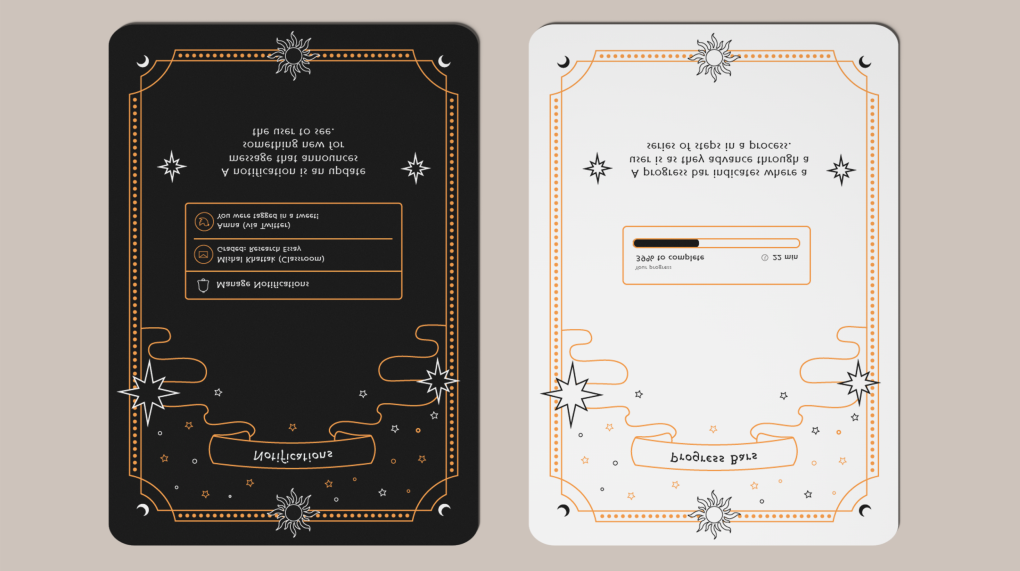 Notifications
Manage Notifications
Mishal Khattak (Classroom)
Graded: Research Essay
Amna (via Twitter)
You were tagged in a tweet!
A notification is an update
message that announces
something new for
the user to see.
Progress Bars
Your progress
39% to complete
22 min
A progress bar indicates where a
user is as they advance through a
series of steps in a process.